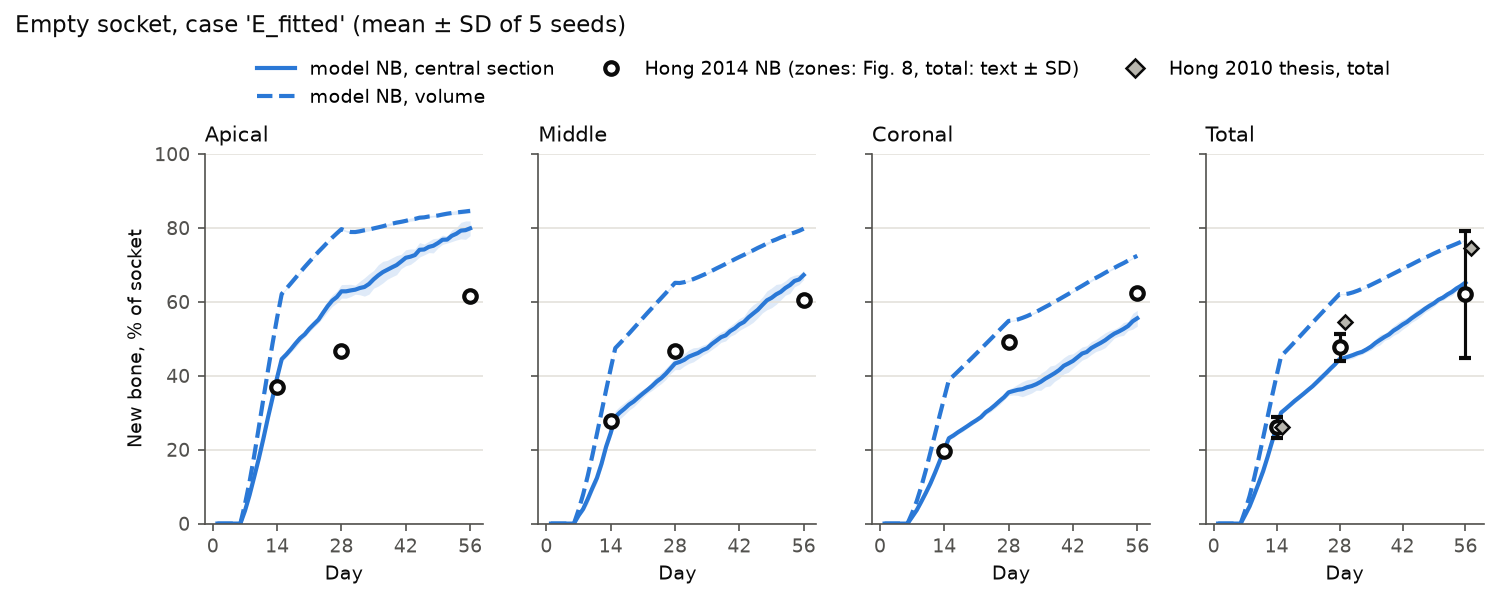 Empty socket, case 'E_fitted' (mean ± SD of 5 seeds)
model NB, central section
model NB, volume
Hong 2014 NB (zones: Fig. 8, total: text ± SD)
Hong 2010 thesis, total
Apical
Middle
Coronal
Total
New bone, % of socket
100
80
60
40
20
0
0 14 28 42 56
0 14 28 42 56
0 14 28 42 56
0 14 28 42 56
Day
Day
Day
Day